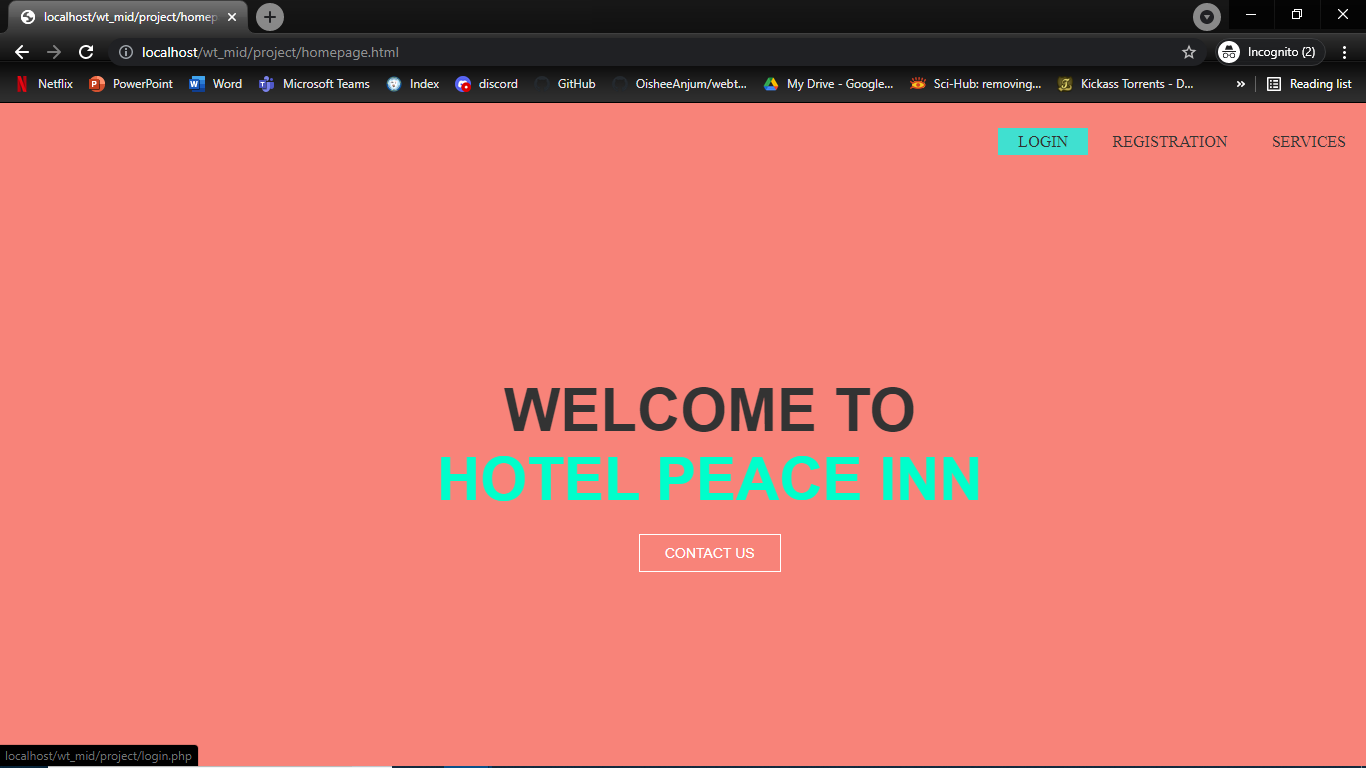 localhost/wt_mid/project/homep
localhost/wt_mid/project/homepage.html
Incognito (2)
Netflix PowerPoint Word Microsoft Teams Index discord GitHub OisheeAnjum/webt... My Drive - Google... Sci-Hub: removing... Kickass Torrents - D... » Reading list
LOGIN REGISTRATION SERVICES
WELCOME TO
HOTEL PEACE INN
CONTACT US
localhost/wt_mid/project/login.php